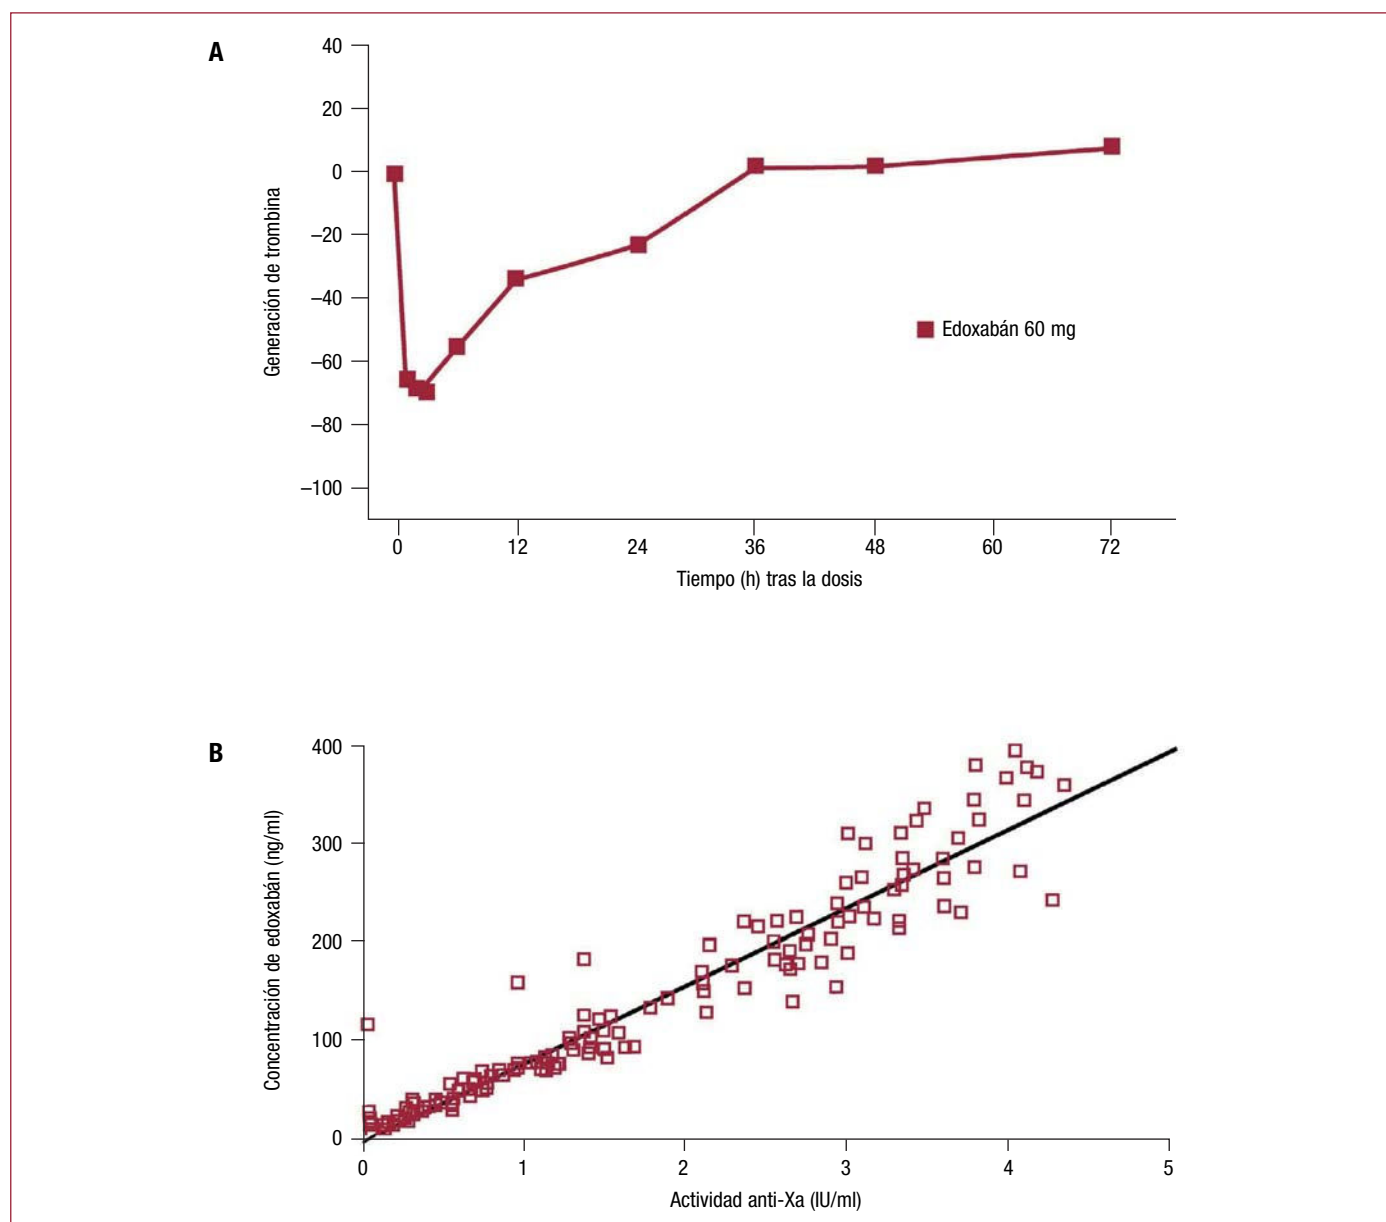 A
40
20
0
–20
–40
–60
–80
–100
Generación de trombina
Edoxabán 60 mg
0 12 24 36 48 60 72
Tiempo (h) tras la dosis
B
400
300
200
100
0
Concentración de edoxabán (ng/ml)
0 1 2 3 4 5
Actividad anti-Xa (IU/ml)